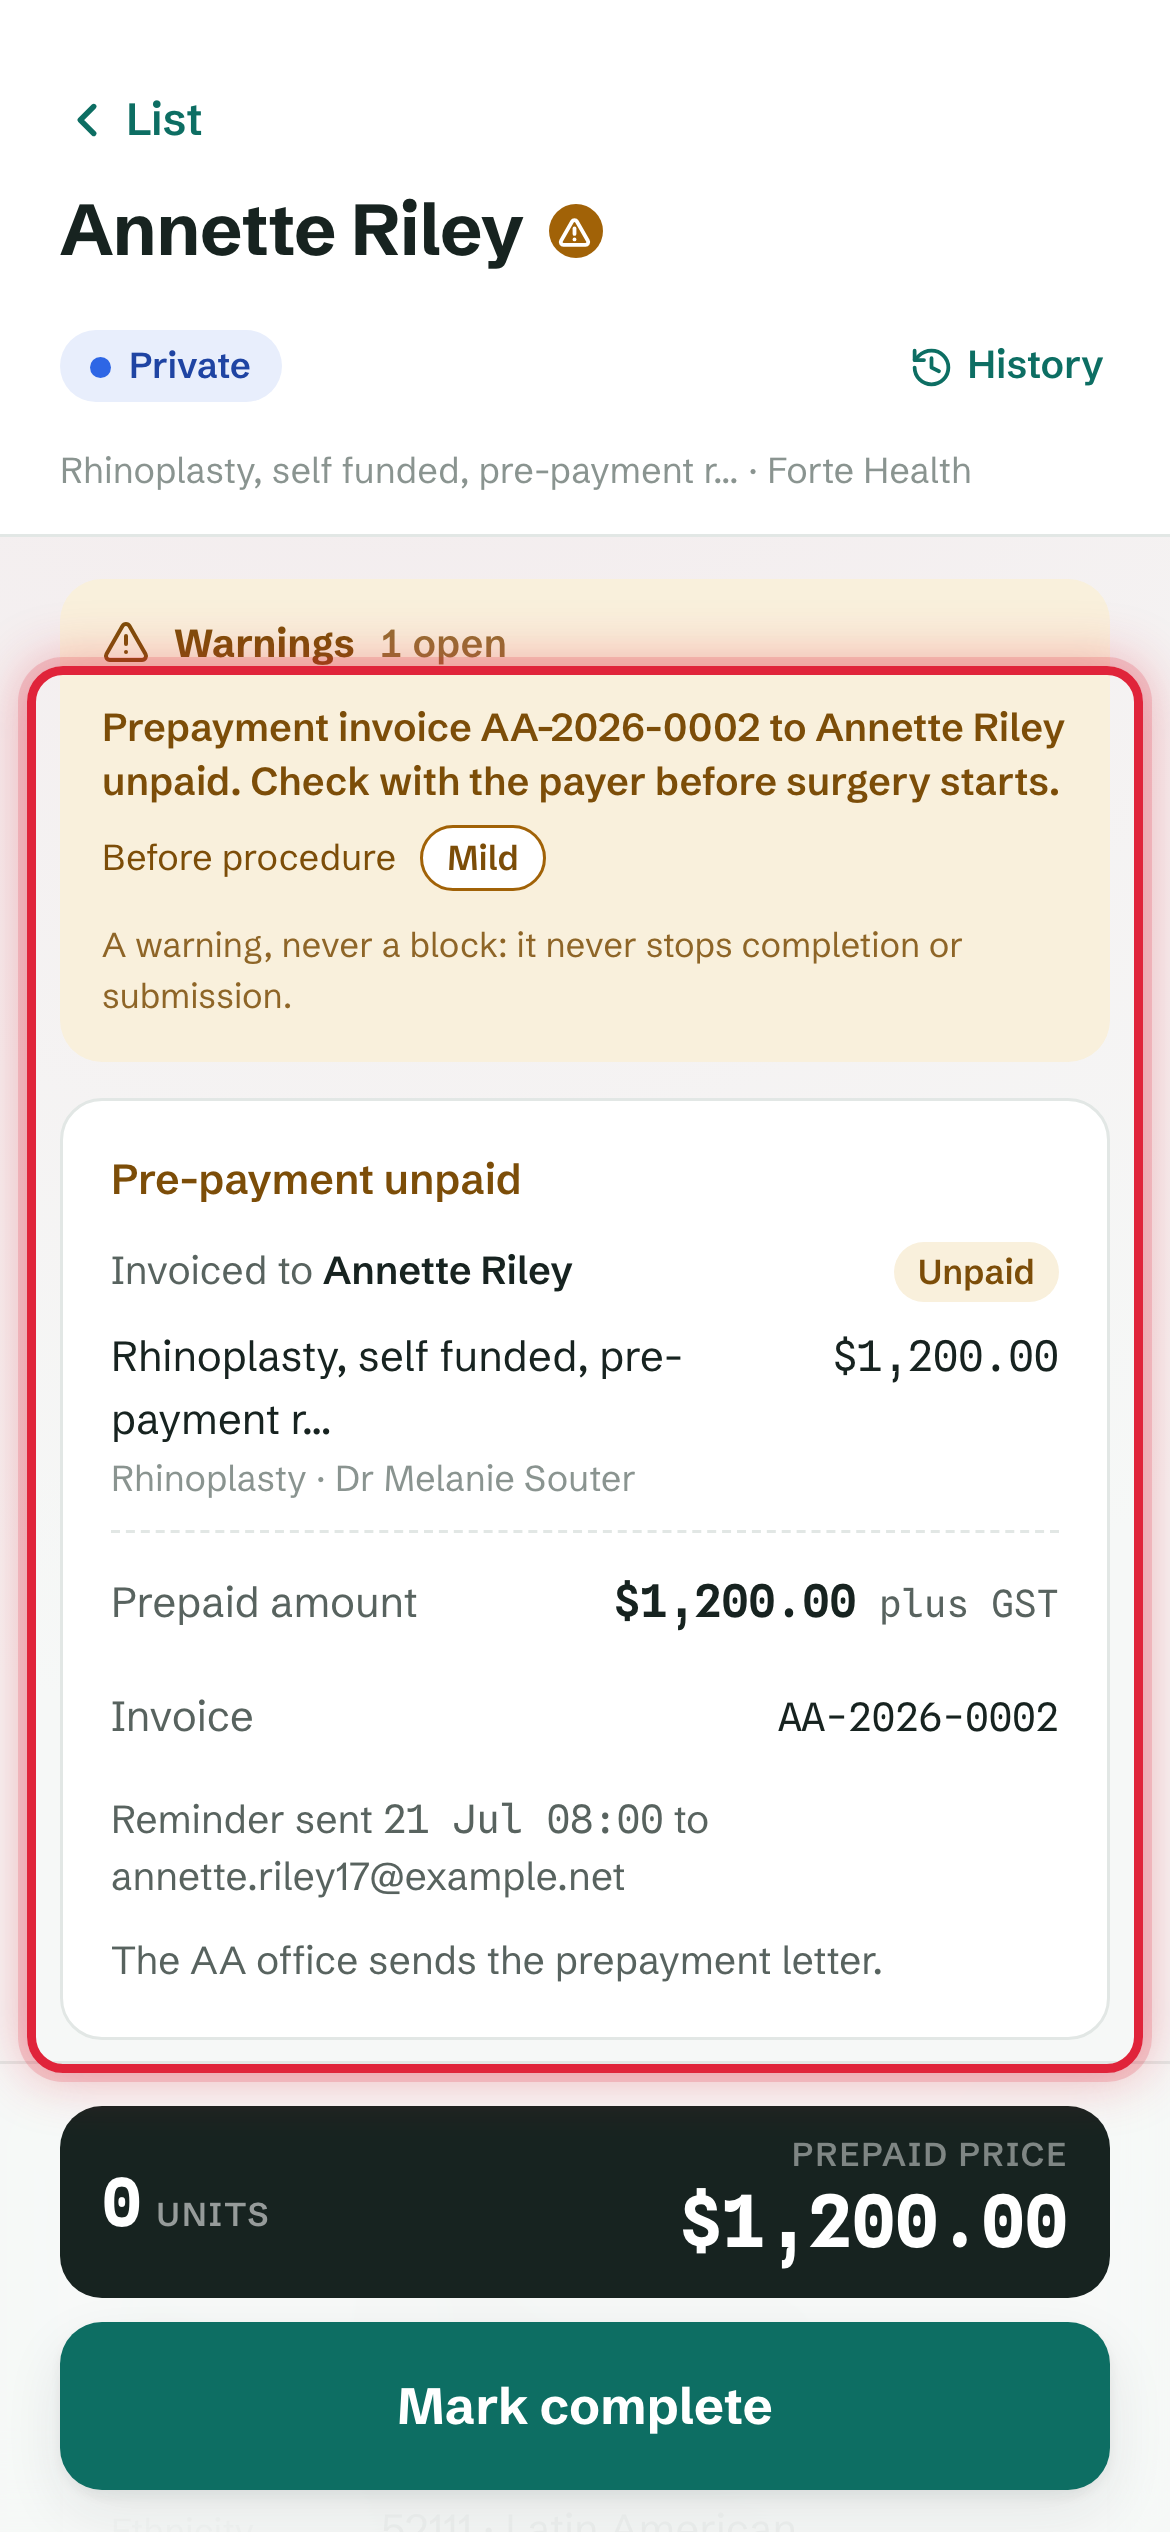 List
Annette Riley
Private
History
Rhinoplasty, self funded, pre-payment r... · Forte Health
Warnings 1 open
Prepayment invoice AA-2026-0002 to Annette Riley
unpaid. Check with the payer before surgery starts.
Before procedure Mild
A warning, never a block: it never stops completion or
submission.
Pre-payment unpaid
Invoiced to Annette Riley Unpaid
Rhinoplasty, self funded, pre- $1,200.00
payment r...
Rhinoplasty · Dr Melanie Souter
Prepaid amount $1,200.00 plus GST
Invoice AA-2026-0002
Reminder sent 21 Jul 08:00 to
annette.riley17@example.net
The AA office sends the prepayment letter.
PREPAID PRICE
0 UNITS $1,200.00
Mark complete
Ethnicity 52111 · Latin American